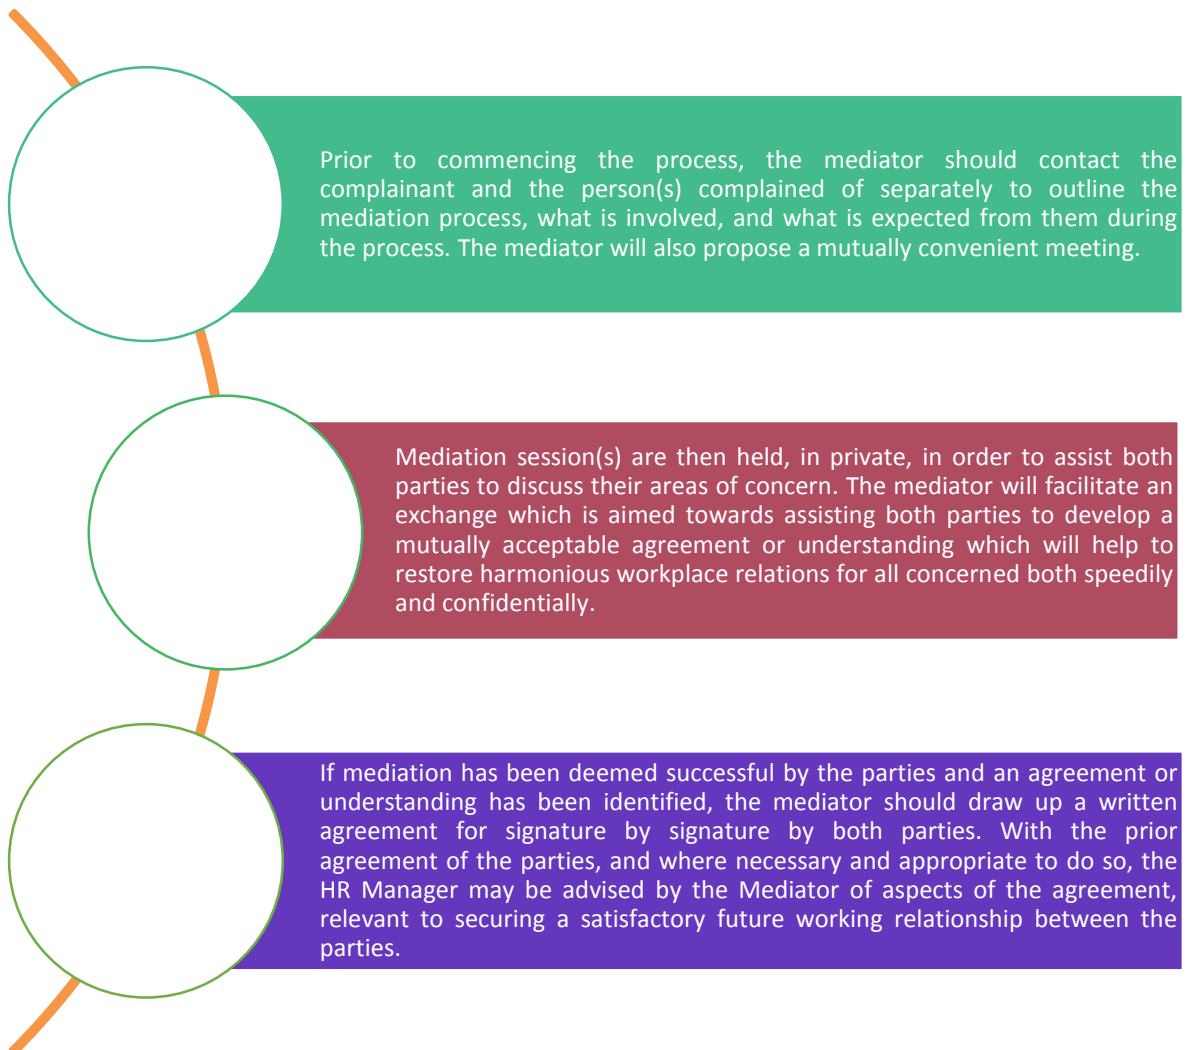 Prior to commencing the process, the mediator should contact the
complainant and the person(s) complained of separately to outline the
mediation process, what is involved, and what is expected from them during
the process. The mediator will also propose a mutually convenient meeting.
Mediation session(s) are then held, in private, in order to assist both
parties to discuss their areas of concern. The mediator will facilitate an
exchange which is aimed towards assisting both parties to develop a
mutually acceptable agreement or understanding which will help to
restore harmonious workplace relations for all concerned both speedily
and confidentially.
If mediation has been deemed successful by the parties and an agreement or
understanding has been identified, the mediator should draw up a written
agreement for signature by signature by both parties. With the prior
agreement of the parties, and where necessary and appropriate to do so, the
HR Manager may be advised by the Mediator of aspects of the agreement,
relevant to securing a satisfactory future working relationship between the
parties.